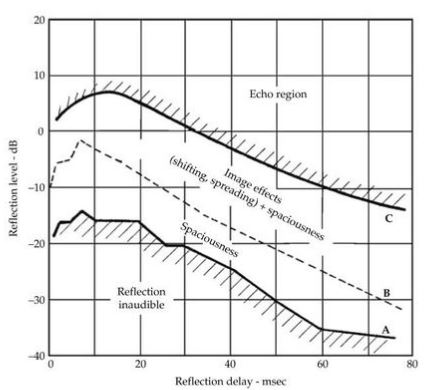 20
10
0
−10
−20
−30
−40
Reflection level - dB
Echo region
Image effects
(shifting, spreading) + spaciousness
C
Spaciousness
B
Reflection
inaudible
A
0
20
40
60
80
Reflection delay - msec